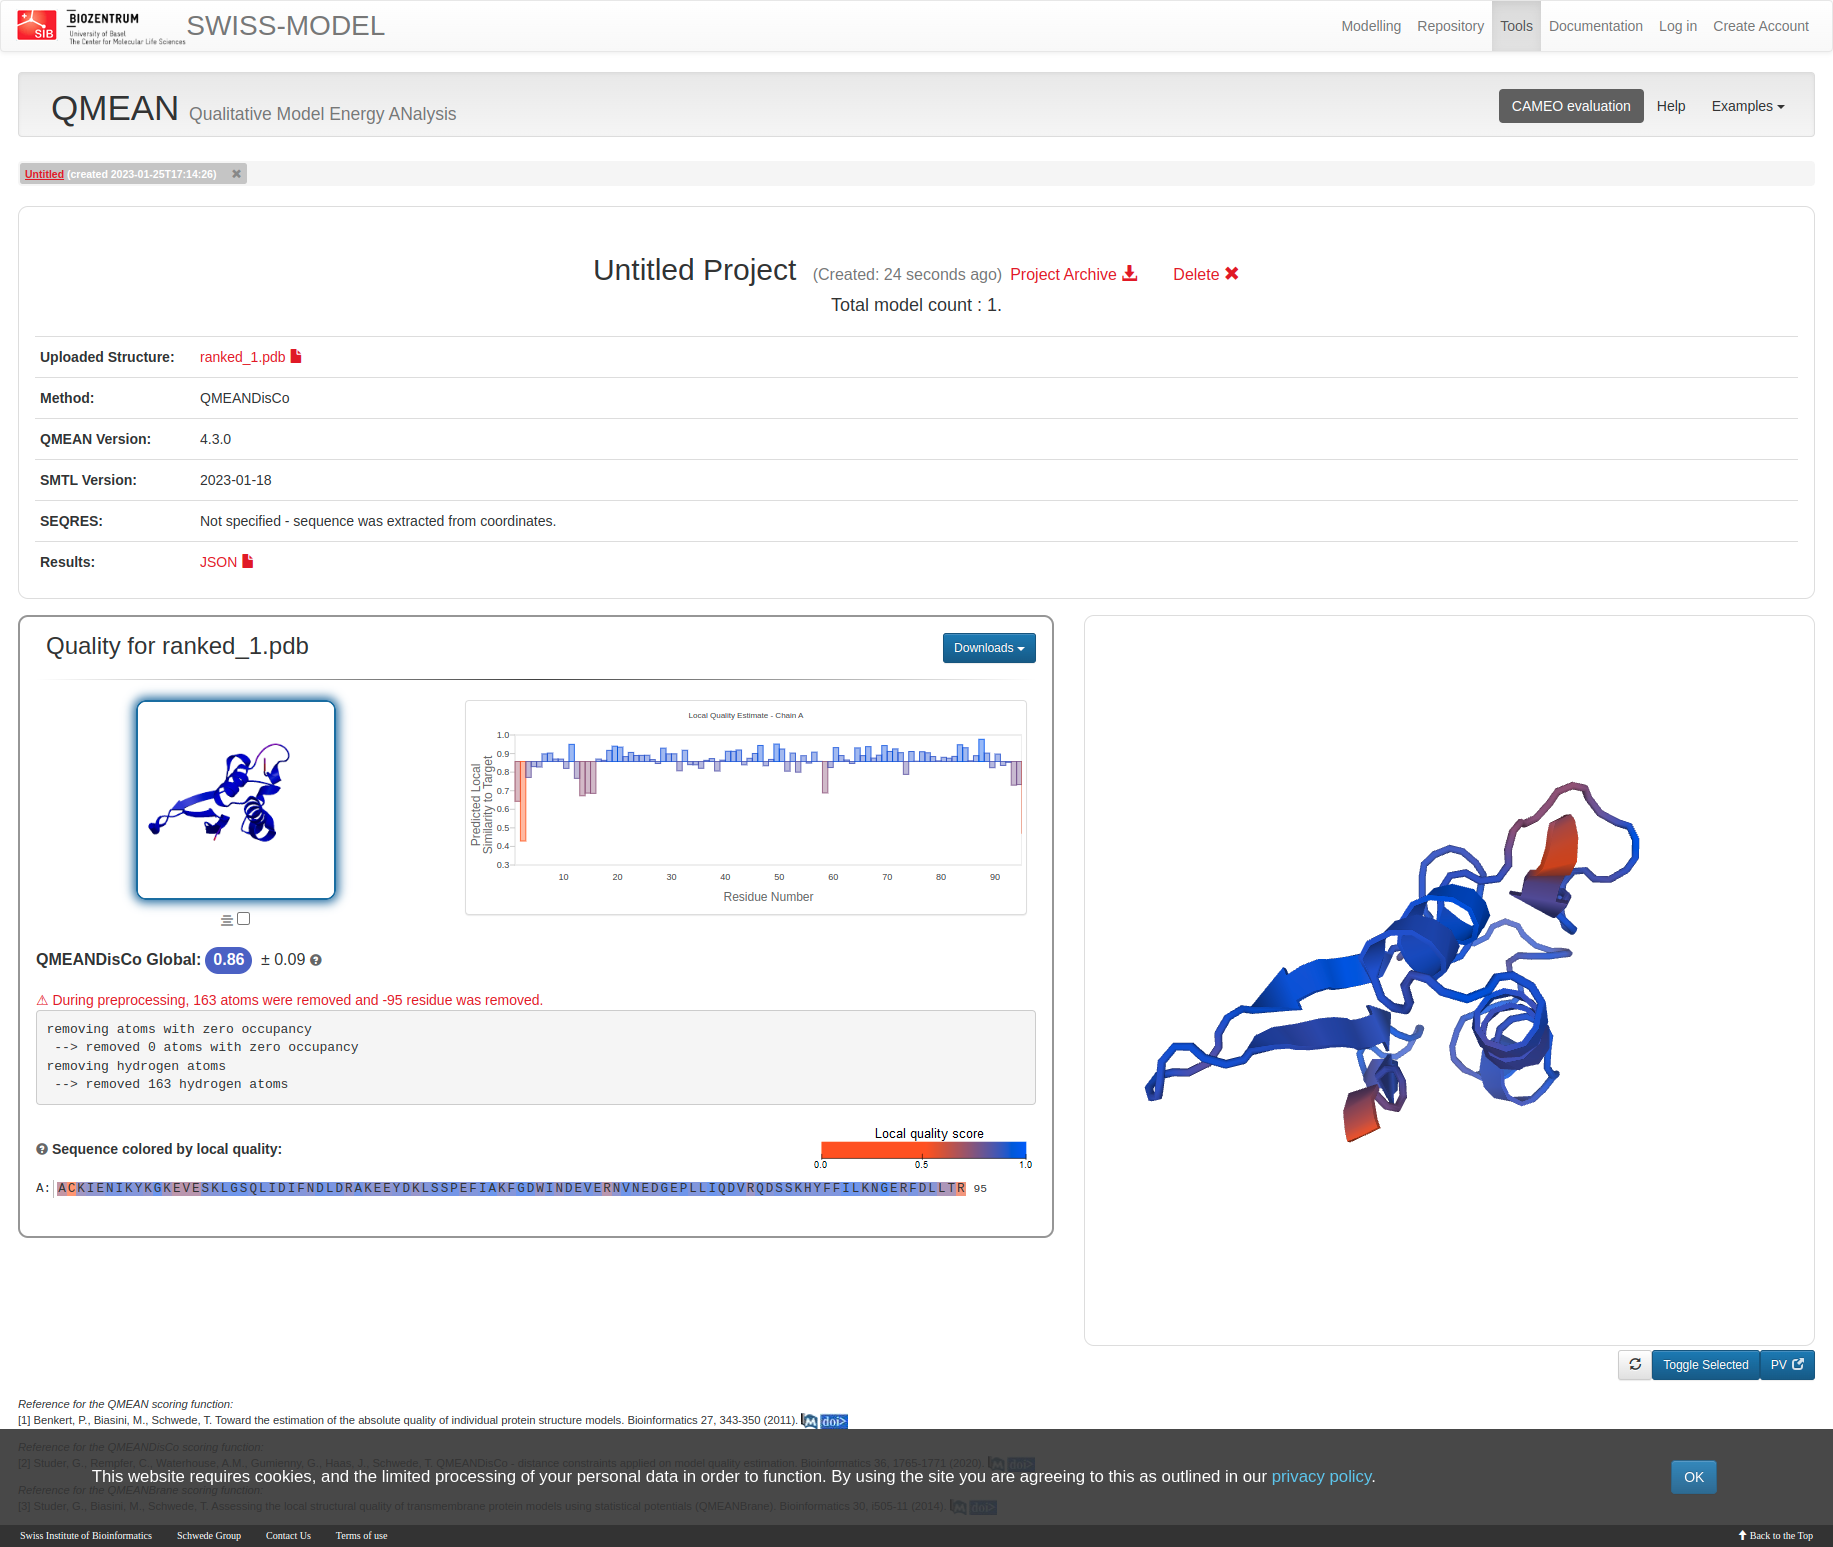 SIB
BIOZENTRUM
University of Basel
The Center for Molecular Life Sciences
SWISS-MODEL
Modelling Repository Tools Documentation Log in Create Account
QMEAN Qualitative Model Energy ANalysis
CAMEO evaluation Help Examples
Untitled (created 2023-01-25T17:14:26)
Untitled Project (Created: 24 seconds ago) Project Archive Delete
Total model count : 1.
Uploaded Structure: ranked_1.pdb
Method: QMEANDisCo
QMEAN Version: 4.3.0
SMTL Version: 2023-01-18
SEQRES: Not specified - sequence was extracted from coordinates.
Results: JSON
Quality for ranked_1.pdb
Downloads
Local Quality Estimate - Chain A
Predicted Local
Similarity to Target
1.0
0.9
0.8
0.7
0.6
0.5
0.4
0.3
10 20 30 40 50 60 70 80 90
Residue Number
QMEANDisCo Global: 0.86 ± 0.09
⚠ During preprocessing, 163 atoms were removed and -95 residue was removed.
removing atoms with zero occupancy
--> removed 0 atoms with zero occupancy
removing hydrogen atoms
--> removed 163 hydrogen atoms
Local quality score
0.0 0.5 1.0
Sequence colored by local quality:
A: ACKIENIKYKGKEVESKLGSQLIDIFNDLDRAKEEYDKLSSPEFIAKFGDWINDEVERNVNEDGEPLLIQDVRQDSSKHYFFILKNGERFDLLTR 95
Toggle Selected PV
Reference for the QMEAN scoring function:
[1] Benkert, P., Biasini, M., Schwede, T. Toward the estimation of the absolute quality of individual protein structure models. Bioinformatics 27, 343-350 (2011). M doi>
Reference for the QMEANDisCo scoring function:
[2] Studer, G., Rempfer, C., Waterhouse, A.M., Gumienny, G., Haas, J., Schwede, T. QMEANDisCo - distance constraints applied on model quality estimation. Bioinformatics 36, 1765-1771 (2020). M doi>
This website requires cookies, and the limited processing of your personal data in order to function. By using the site you are agreeing to this as outlined in our privacy policy.
OK
Reference for the QMEANBrane scoring function:
[3] Studer, G., Biasini, M., Schwede, T. Assessing the local structural quality of transmembrane protein models using statistical potentials (QMEANBrane). Bioinformatics 30, i505-11 (2014). M doi>
Swiss Institute of Bioinformatics Schwede Group Contact Us Terms of use
Back to the Top